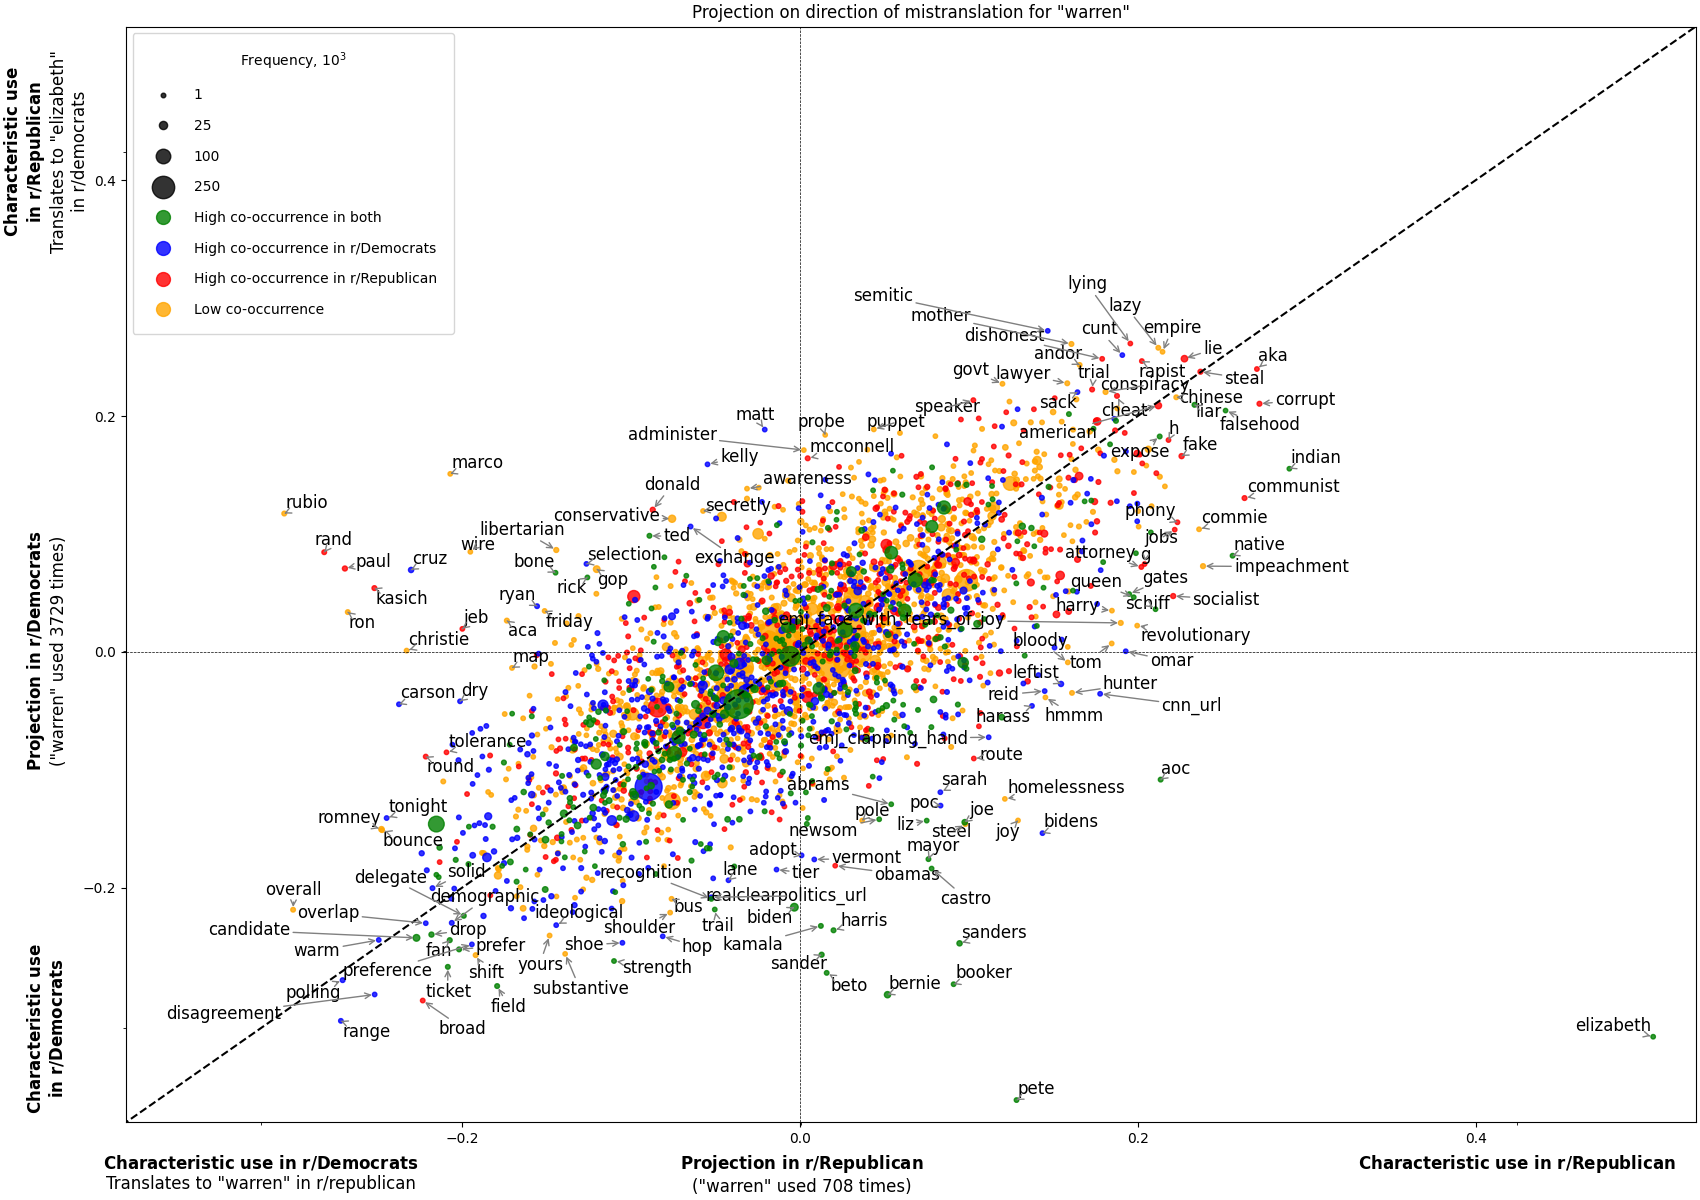 Projection on direction of mistranslation for "warren"
Characteristic use
in r/Republican
Translates to "elizabeth"
in r/democrats
Projection in r/Democrats
("warren" used 3729 times)
Characteristic use
in r/Democrats
Frequency, 10³
1
25
100
250
High co-occurrence in both
High co-occurrence in r/Democrats
High co-occurrence in r/Republican
Low co-occurrence
0.4
0.2
0.0
−0.2
lying
semitic
lazy
mother
cunt
empire
dishonest
lie
andor
aka
govt
lawyer
trial
rapist
steal
conspiracy
speaker
sack
cheat
chinese
liar
corrupt
falsehood
matt
probe
puppet
administer
american
h
mcconnell
fake
kelly
expose
indian
marco
awareness
donald
communist
rubio
conservative
secretly
phony
commie
libertarian
rand
wire
ted
jobs
native
paul
cruz
bone
selection
exchange
attorney
g
impeachment
rick
gop
queen
gates
kasich
ryan
harry
schiff
socialist
ron
jeb
aca
friday
emj_face_with_tears_of_joy
christie
bloody
revolutionary
map
tom
omar
carson
dry
leftist
hunter
reid
cnn_url
harass
hmmm
tolerance
emj_clapping_hand
route
round
aoc
abrams
sarah
homelessness
tonight
romney
pole
poc
joe
bounce
newsom
liz
steel
joy
bidens
adopt
vermont
mayor
delegate
solid
recognition
lane
tier
obamas
overall
demographic
realclearpolitics_url
castro
overlap
ideological
bus
biden
harris
candidate
drop
shoulder
trail
sanders
warm
fan
prefer
shoe
hop
kamala
preference
shift
yours
strength
sander
booker
polling
ticket
substantive
beto
bernie
disagreement
field
range
broad
elizabeth
pete
−0.2
0.0
0.2
0.4
Characteristic use in r/Democrats
Translates to "warren" in r/republican
Projection in r/Republican
("warren" used 708 times)
Characteristic use in r/Republican